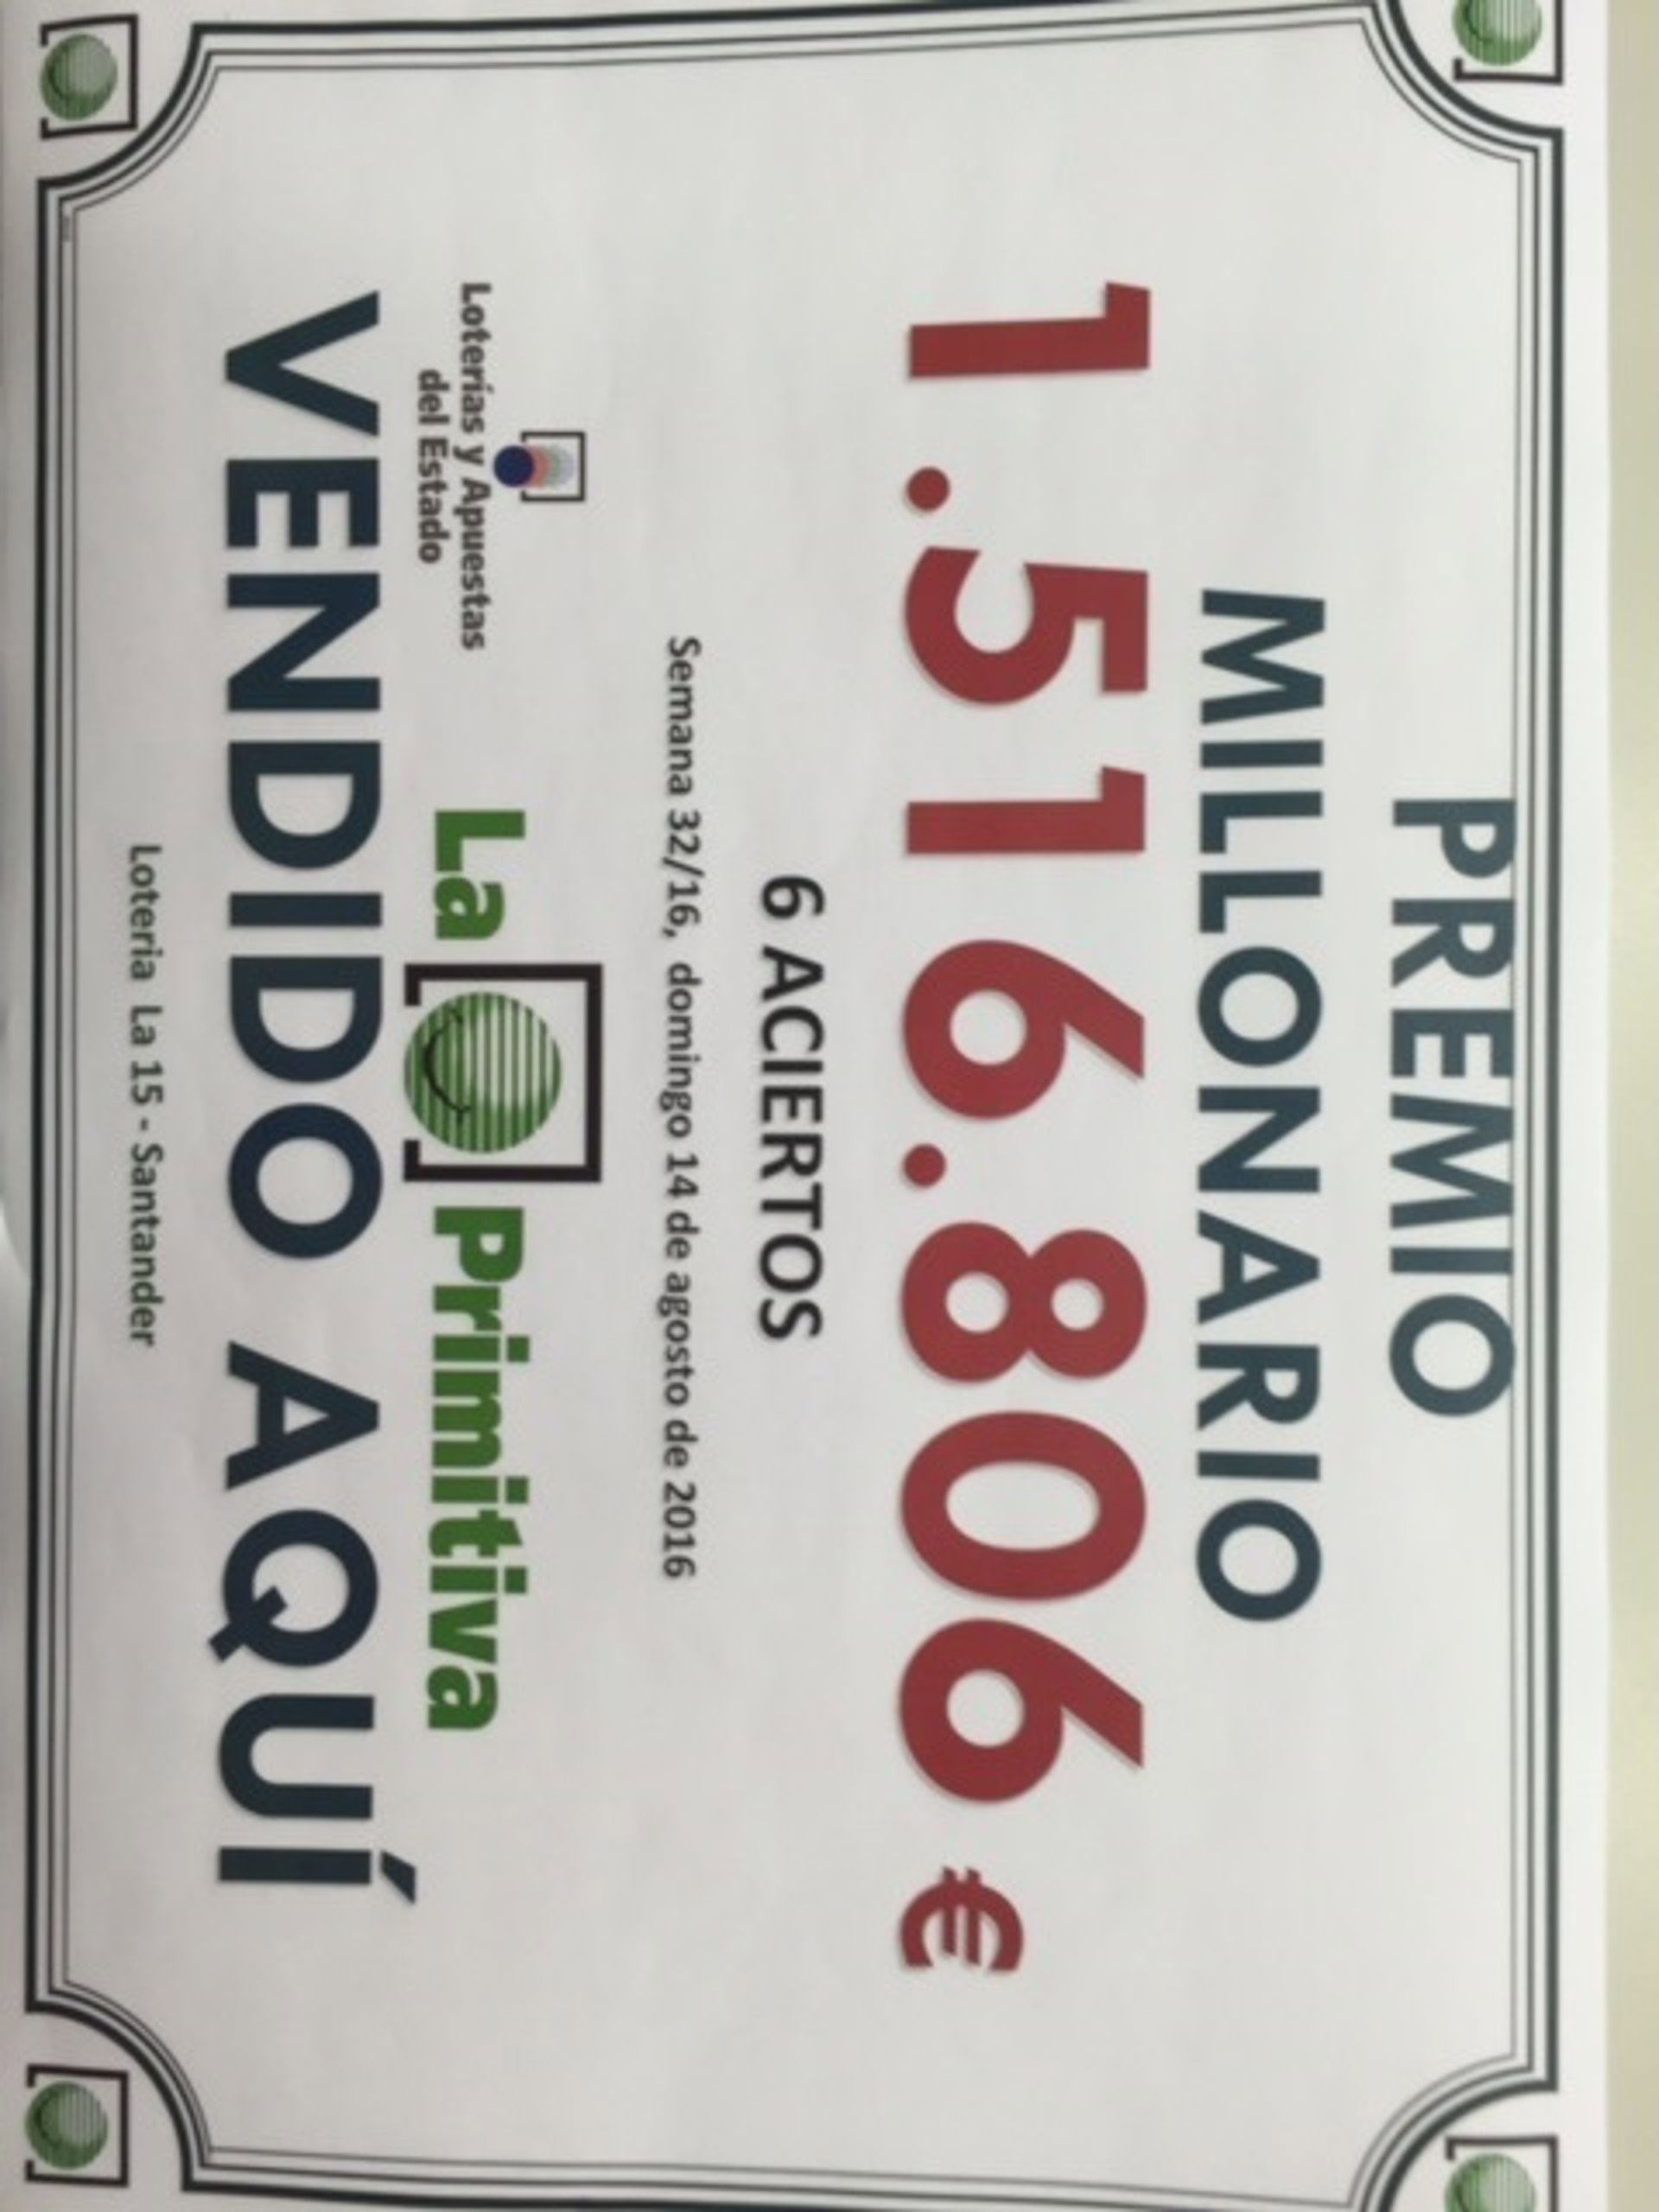 PREMIO
MILLONARIO
1.516.806 €
6 ACIERTOS
Semana 32/16, domingo 14 de agosto de 2016
Loterías y Apuestas
del Estado
La Primitiva
VENDIDO AQUÍ
Loteria La 15 - Santander